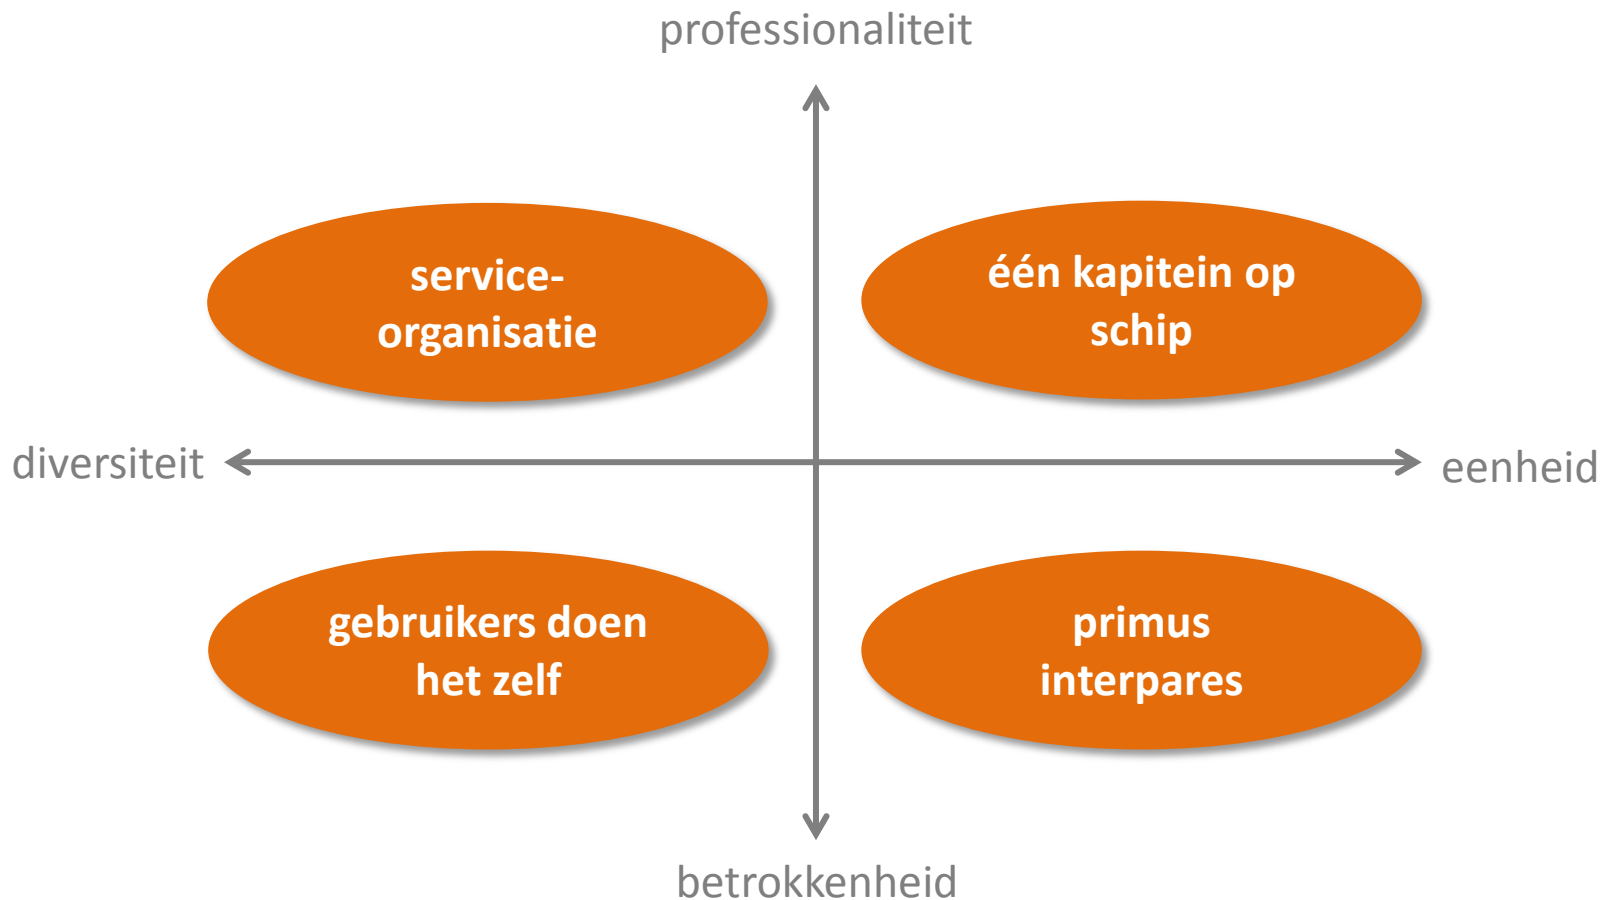 professionaliteit
service-
organisatie
één kapitein op
schip
diversiteit
eenheid
gebruikers doen
het zelf
primus
interpares
betrokkenheid